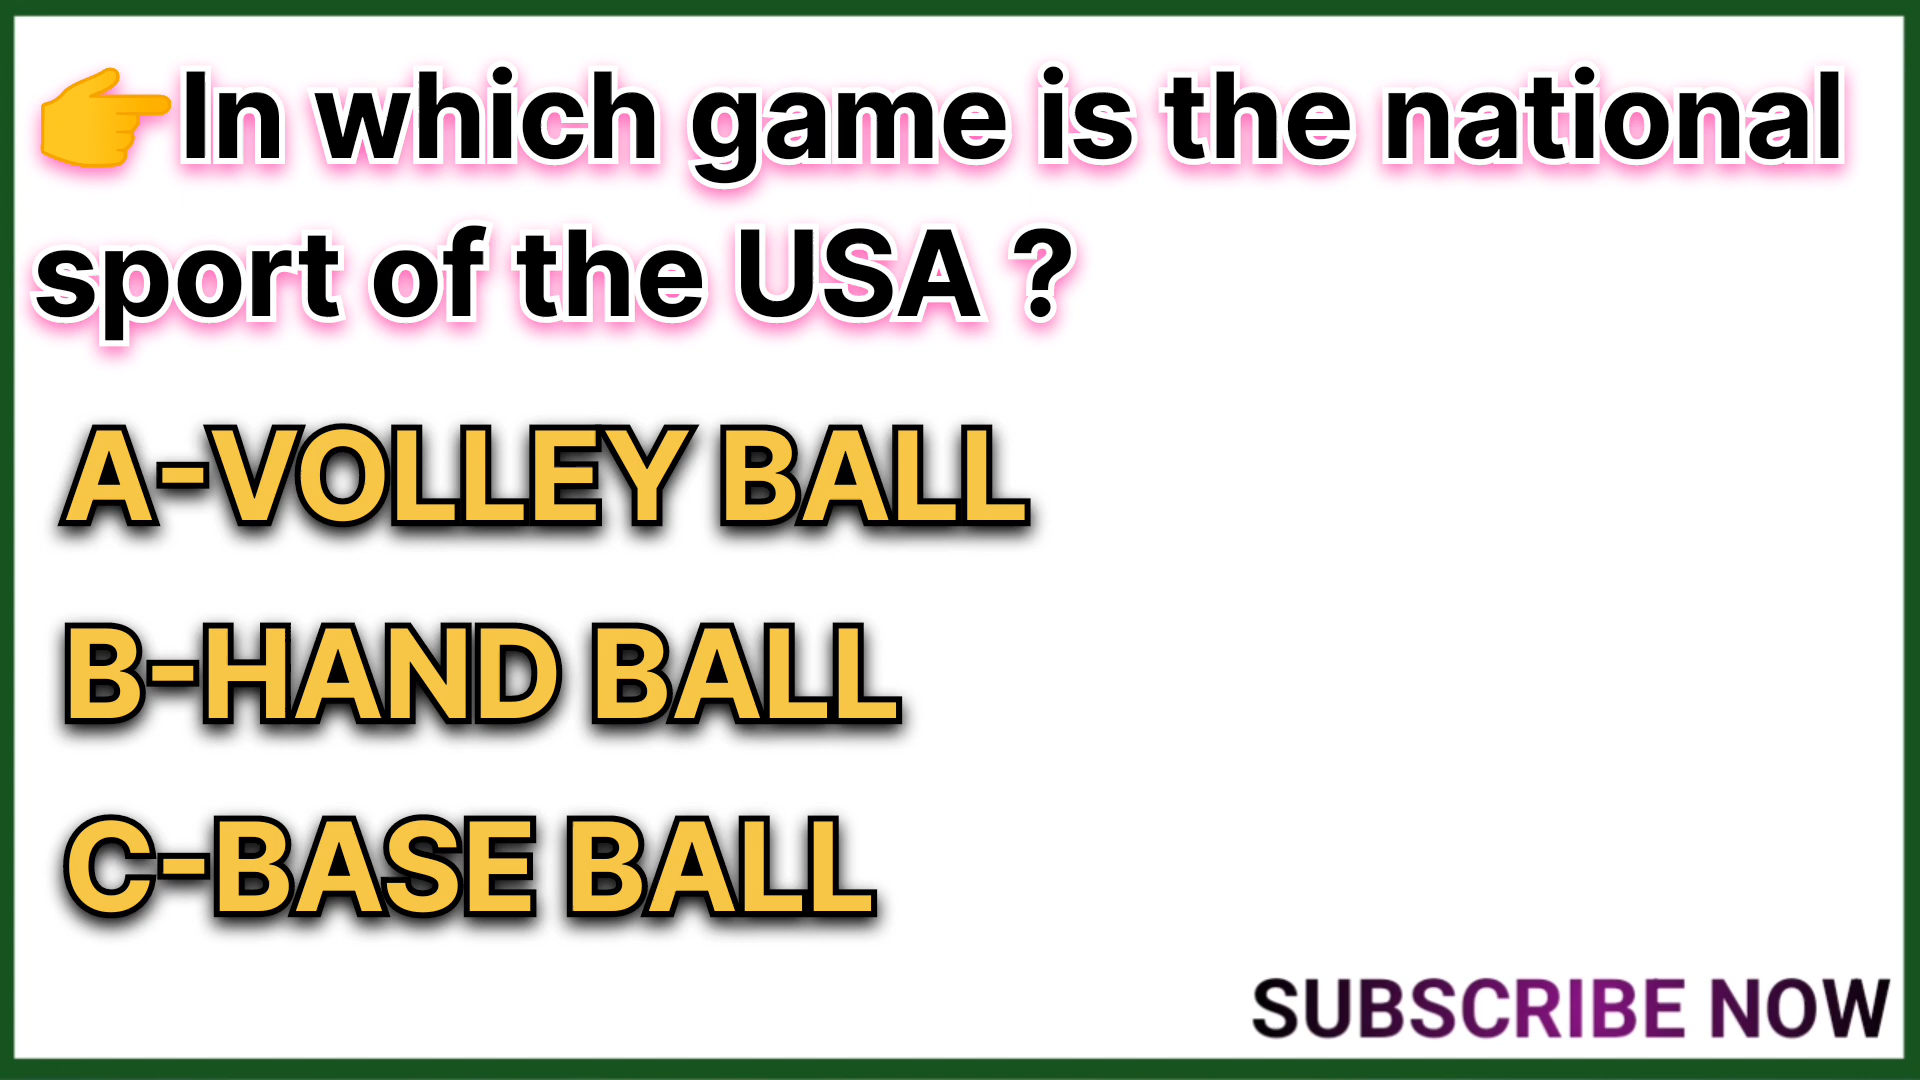 👉In which game is the national
sport of the USA ?
A-VOLLEY BALL
B-HAND BALL
C-BASE BALL
SUBSCRIBE NOW